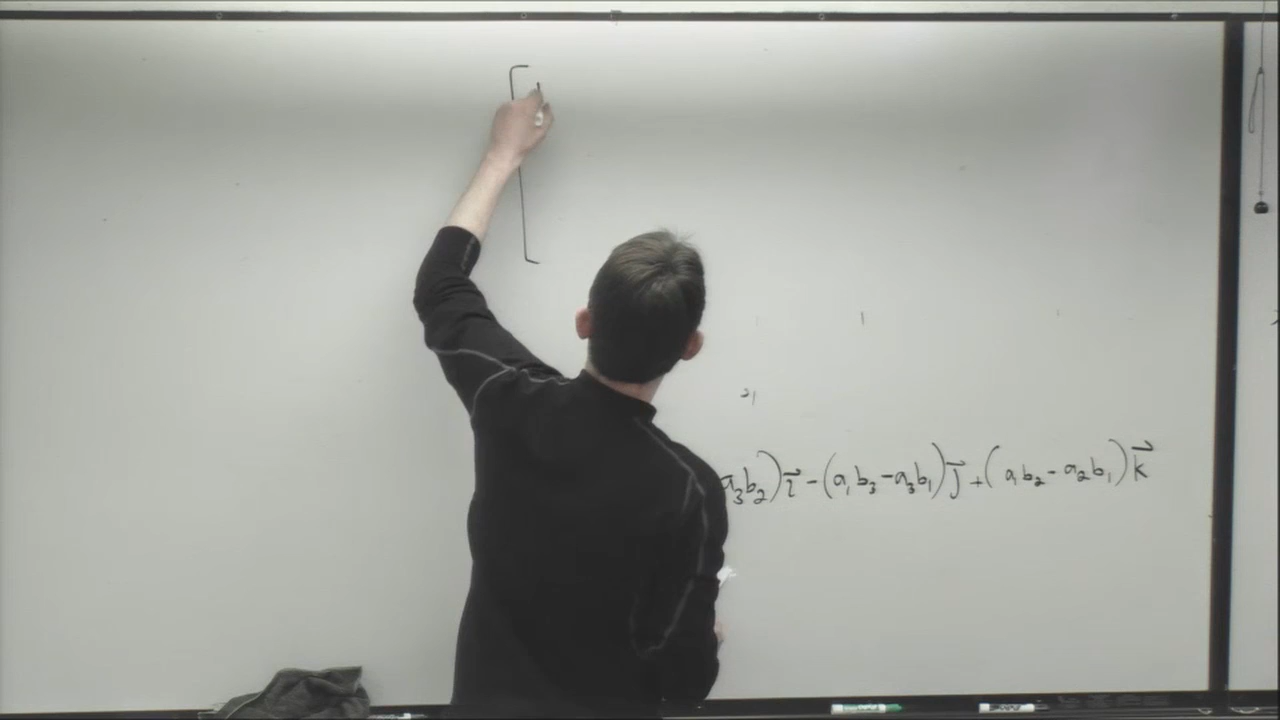 [
a₃b₂)i⃗ - (a₁b₃ - a₃b₁)j⃗ + (a₁b₂ - a₂b₁)k⃗